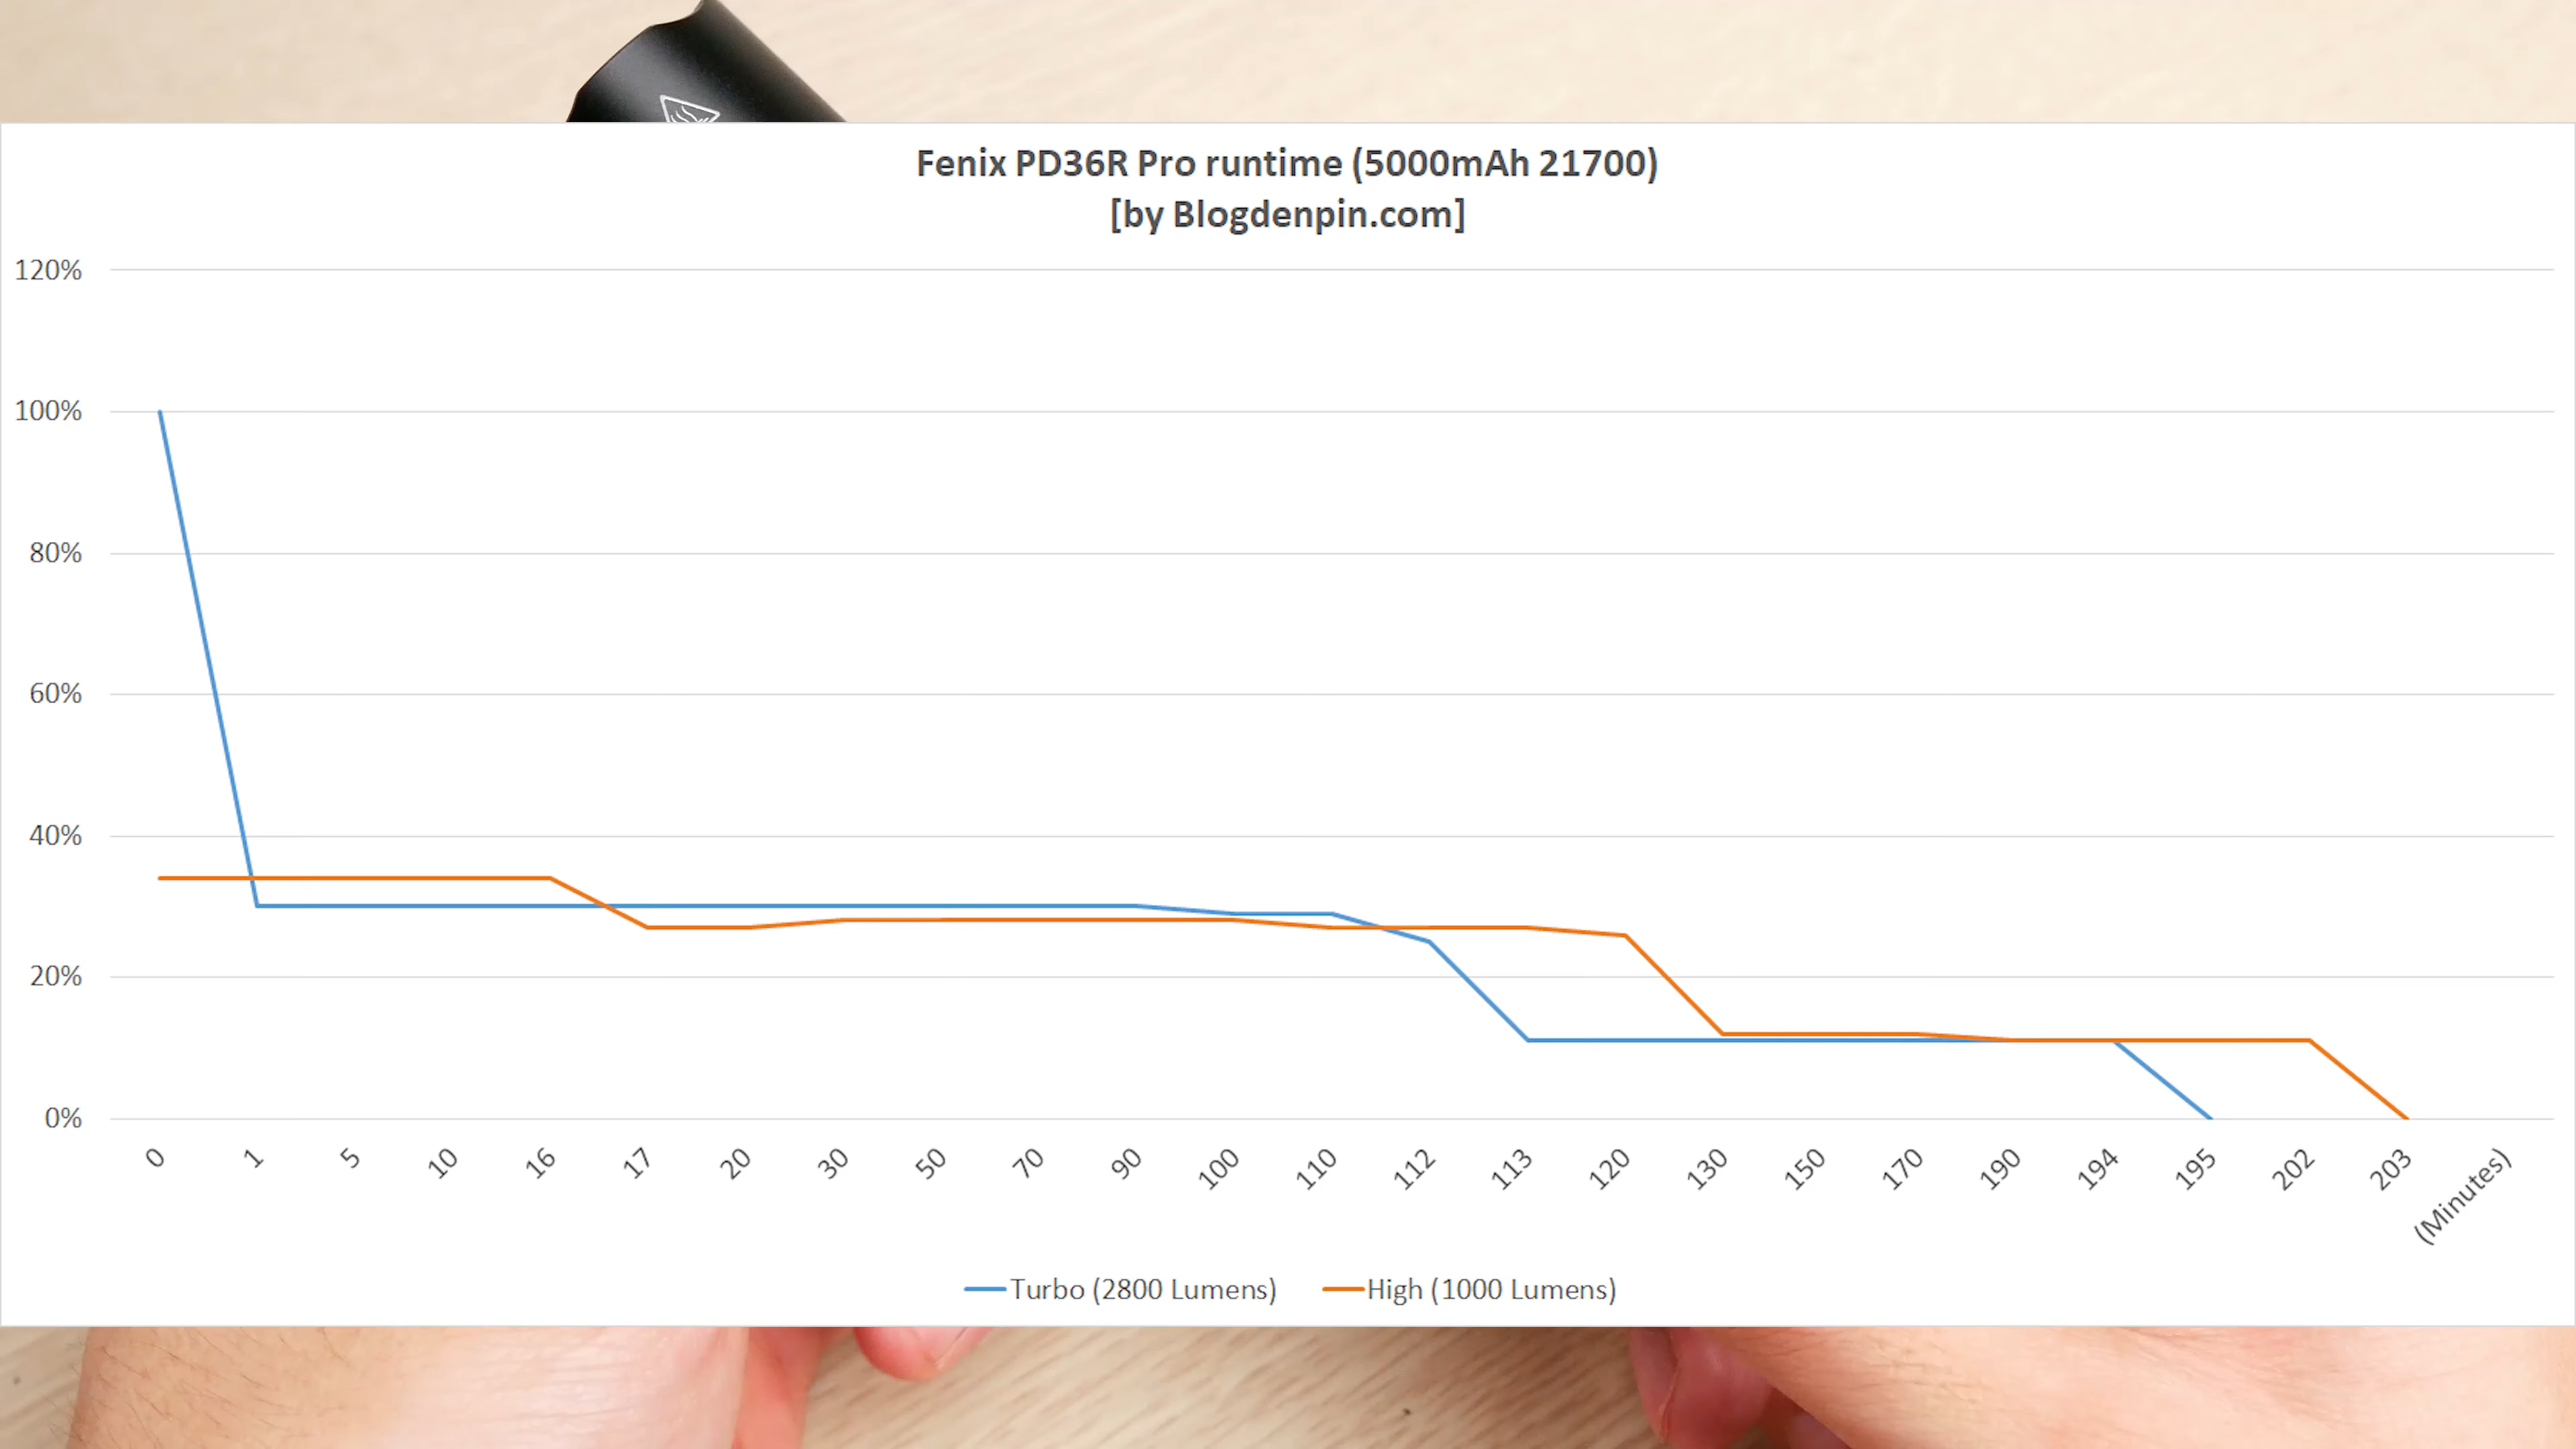 Fenix PD36R Pro runtime (5000mAh 21700)
[by Blogdenpin.com]
120%
100%
80%
60%
40%
20%
0%
0 1 5 10 16 17 20 30 50 70 90 100 110 112 113 120 130 150 170 190 194 195 202 203 (Minutes)
Turbo (2800 Lumens) High (1000 Lumens)